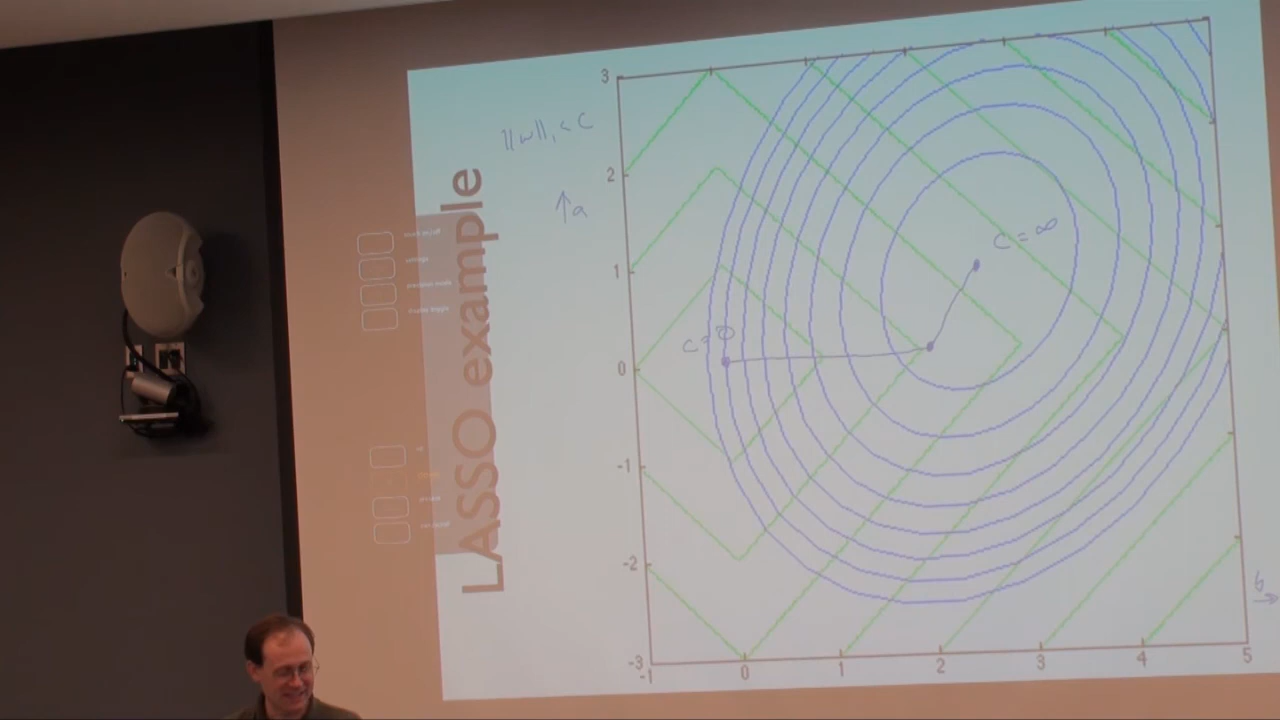 LASSO example
||w||₁ < C
↑a
C = ∞
C = 0
b →
3
2
1
0
-1
-2
-3
-1
0
1
2
3
4
5